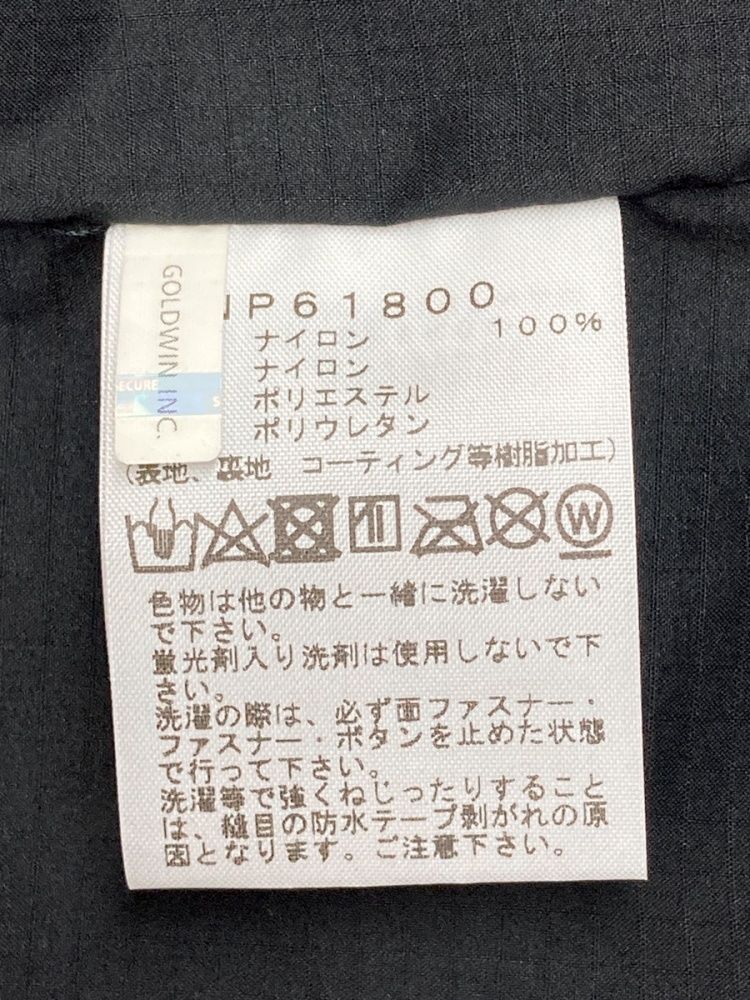 GOLDWIN INC.
SECURE
NP61800
ナイロン 100%
ナイロン
ポリエステル
ポリウレタン
(表地、裏地 コーティング等樹脂加工)
W
色物は他の物と一緒に洗濯しない
で下さい。
蛍光剤入り洗剤は使用しないで下
さい。
洗濯の際は、必ず面ファスナー・
ファスナー・ボタンを止めた状態
で行って下さい。
洗濯等で強くねじったりすること
は、縫目の防水テープ剥がれの原
因となります。ご注意下さい。